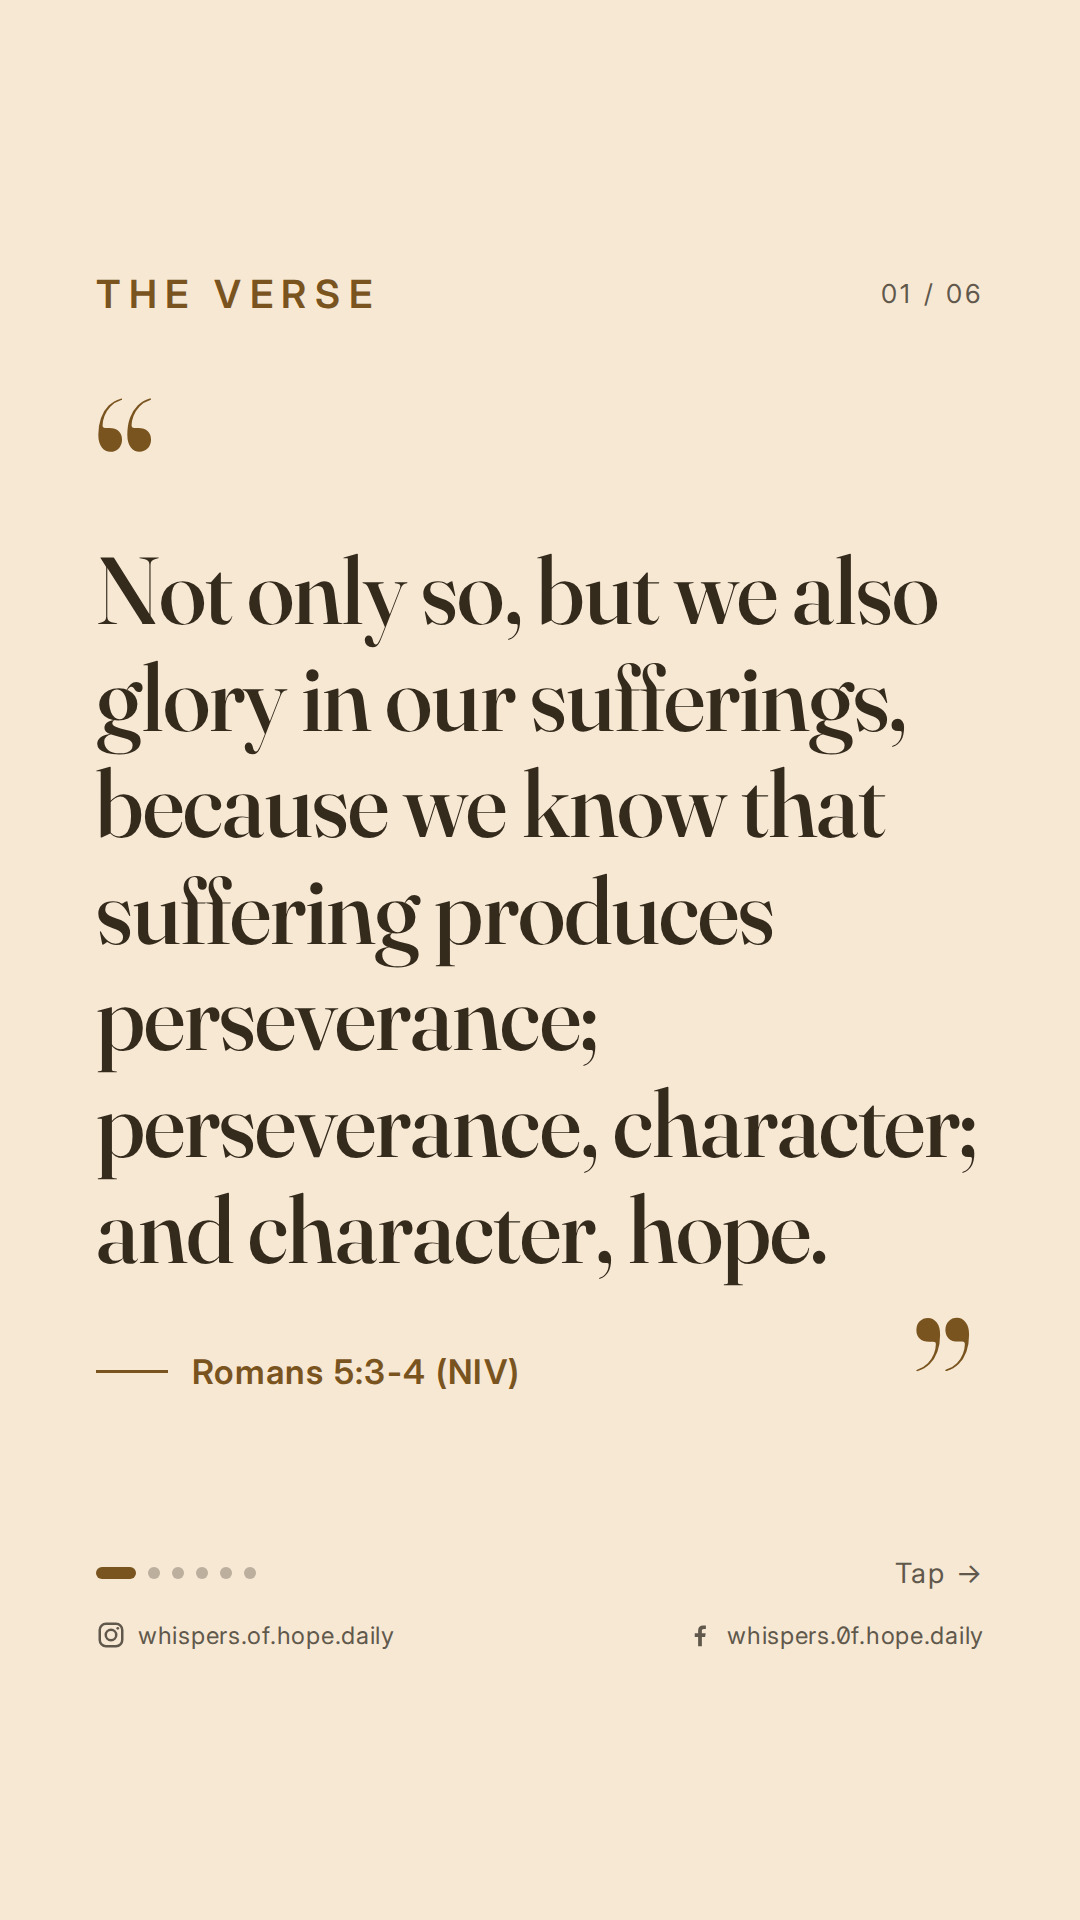 THE VERSE
01 / 06
“
Not only so, but we also
glory in our sufferings,
because we know that
suffering produces
perseverance;
perseverance, character;
and character, hope.
”
Romans 5:3-4 (NIV)
Tap →
whispers.of.hope.daily
whispers.0f.hope.daily